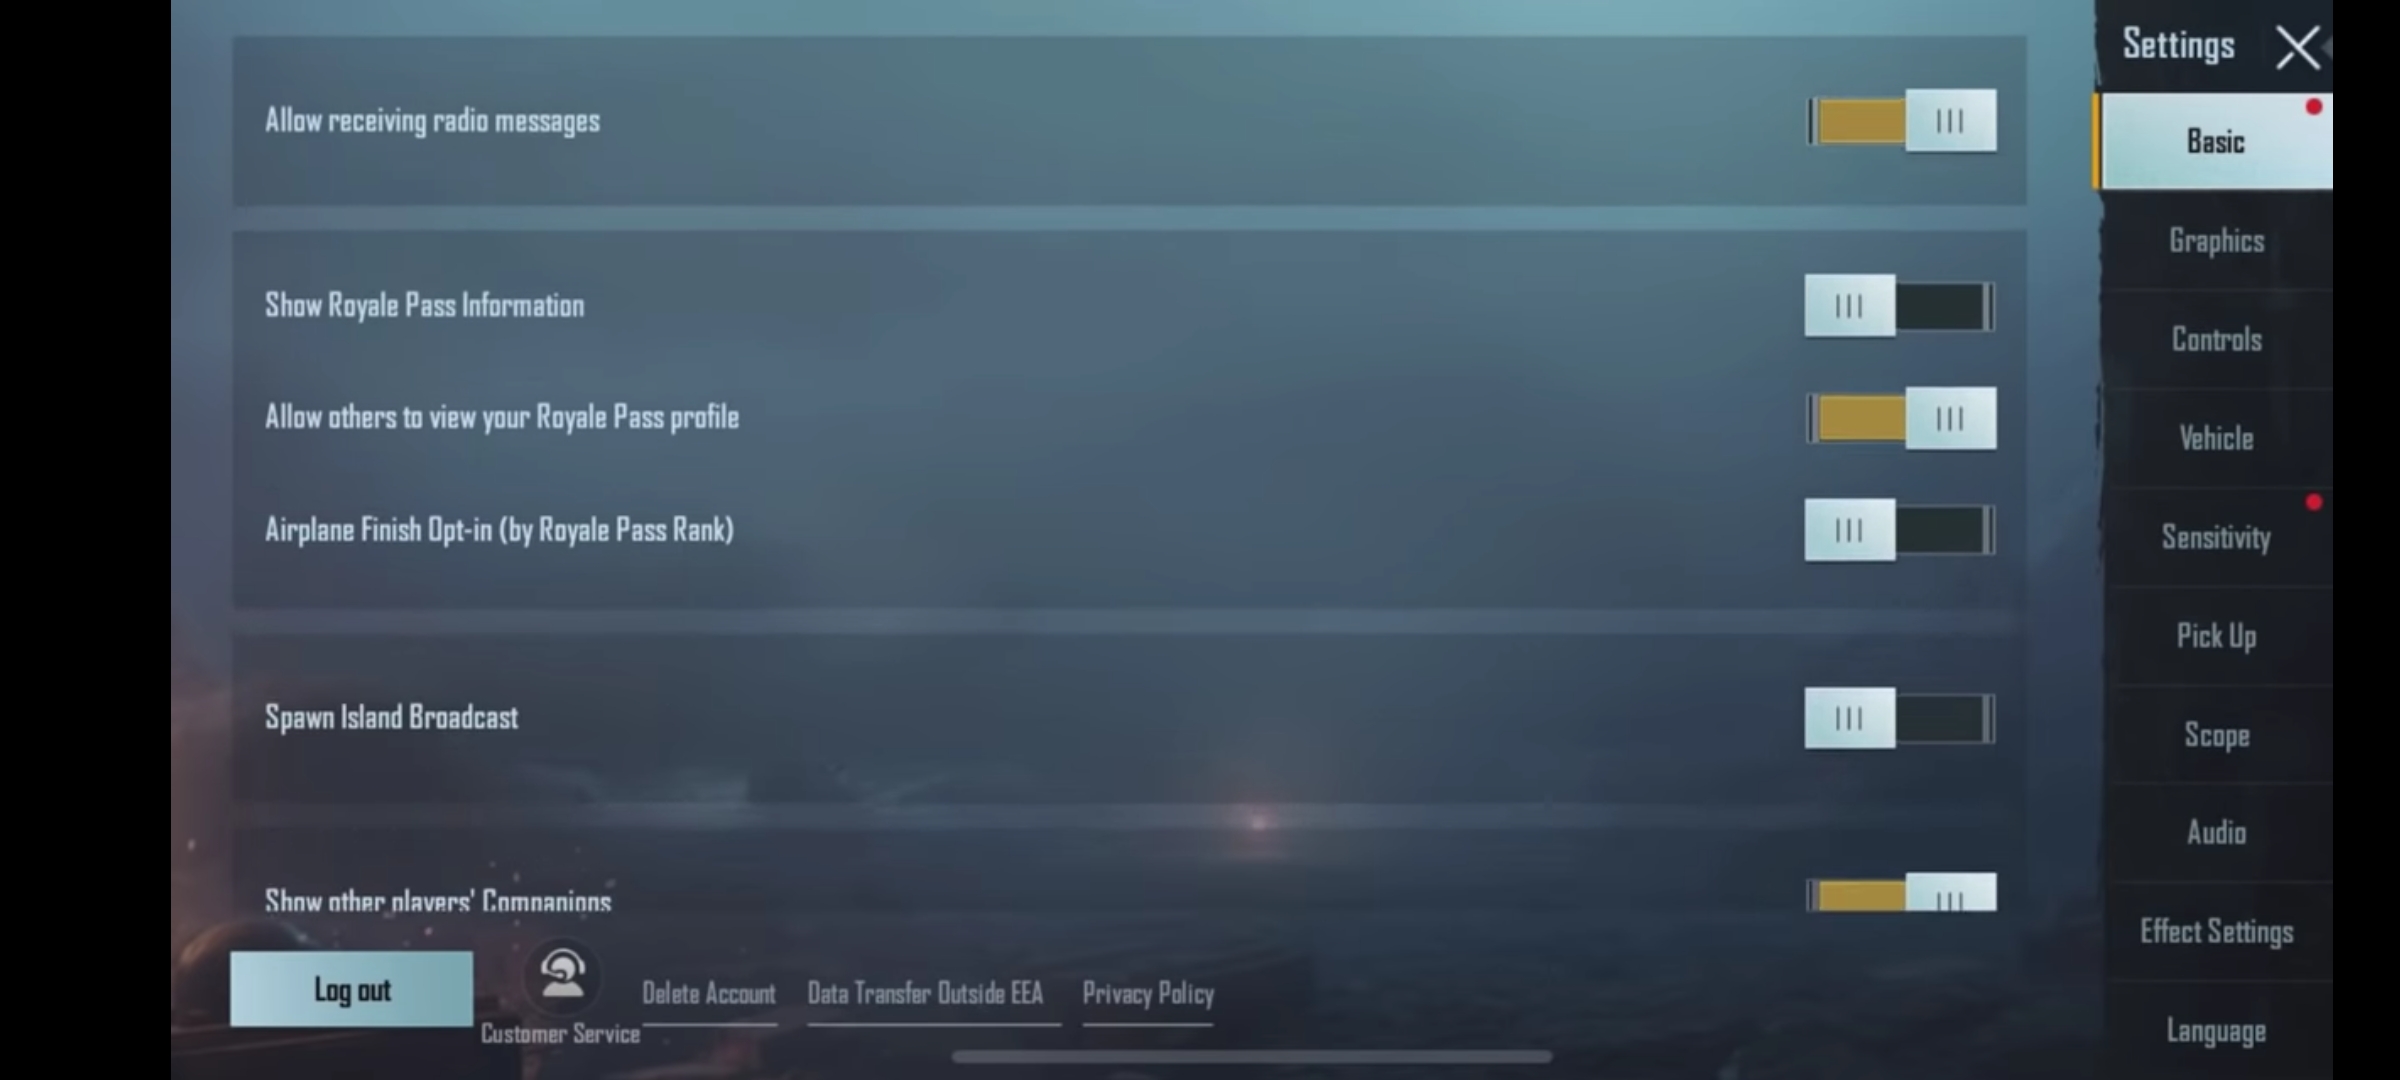 Settings
Allow receiving radio messages
Basic
Graphics
Show Royale Pass Information
Controls
Allow others to view your Royale Pass profile
Vehicle
Airplane Finish Opt-in (by Royale Pass Rank)
Sensitivity
Pick Up
Spawn Island Broadcast
Scope
Audio
Show other players' Companions
Effect Settings
Log out
Customer Service
Delete Account
Data Transfer Outside EEA
Privacy Policy
Language